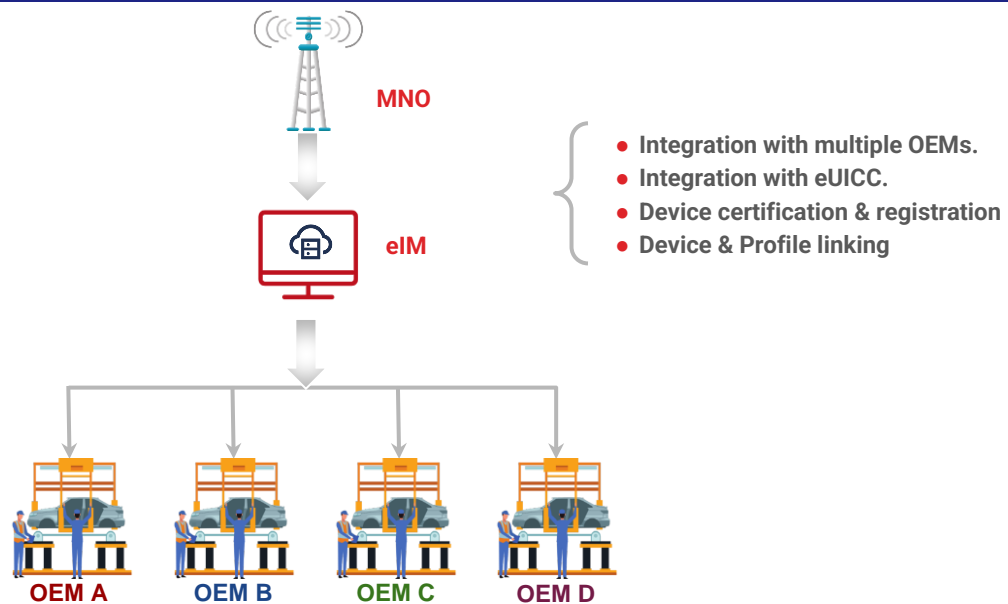 MNO
Integration with multiple OEMs.
Integration with eUICC.
Device certification & registration
Device & Profile linking
eIM
OEM A
OEM B
OEM C
OEM D